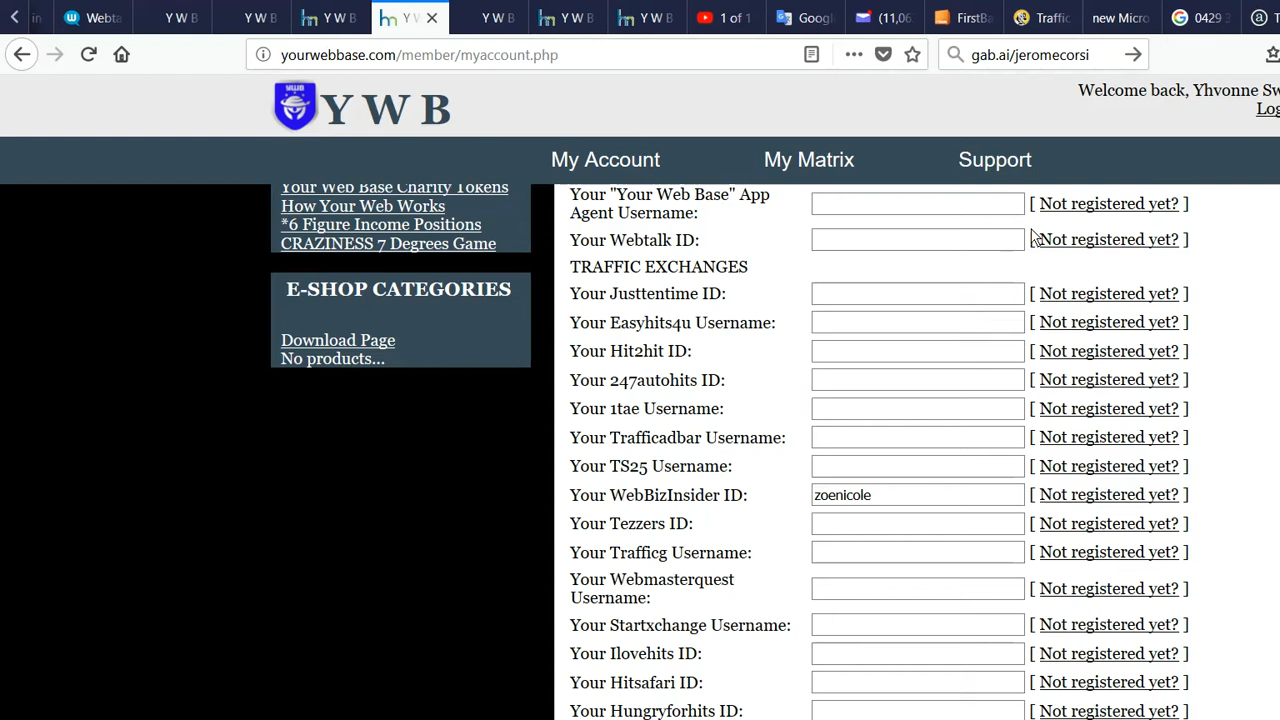 in
Webta
Y W B
Y W B
Y W B
Y W
Y W B
Y W B
Y W B
1 of 1
Googl
(11,06
FirstBa
Traffic
new Micro
0429 3
yourwebbase.com/member/myaccount.php
gab.ai/jeromecorsi
YWB
Y W B
Welcome back, Yhvonne Sw
Log
My Account
My Matrix
Support
Your Web Base Charity Tokens
How Your Web Works
*6 Figure Income Positions
CRAZINESS 7 Degrees Game
E-SHOP CATEGORIES
Download Page
No products...
Your "Your Web Base" App
Agent Username:
[ Not registered yet? ]
Your Webtalk ID:
Not registered yet? ]
TRAFFIC EXCHANGES
Your Justtentime ID:
[ Not registered yet? ]
Your Easyhits4u Username:
[ Not registered yet? ]
Your Hit2hit ID:
[ Not registered yet? ]
Your 247autohits ID:
[ Not registered yet? ]
Your 1tae Username:
[ Not registered yet? ]
Your Trafficadbar Username:
[ Not registered yet? ]
Your TS25 Username:
[ Not registered yet? ]
Your WebBizInsider ID:
zoenicole
[ Not registered yet? ]
Your Tezzers ID:
[ Not registered yet? ]
Your Trafficg Username:
[ Not registered yet? ]
Your Webmasterquest
Username:
[ Not registered yet? ]
Your Startxchange Username:
[ Not registered yet? ]
Your Ilovehits ID:
[ Not registered yet? ]
Your Hitsafari ID:
[ Not registered yet? ]
Your Hungryforhits ID:
[ Not registered yet? ]